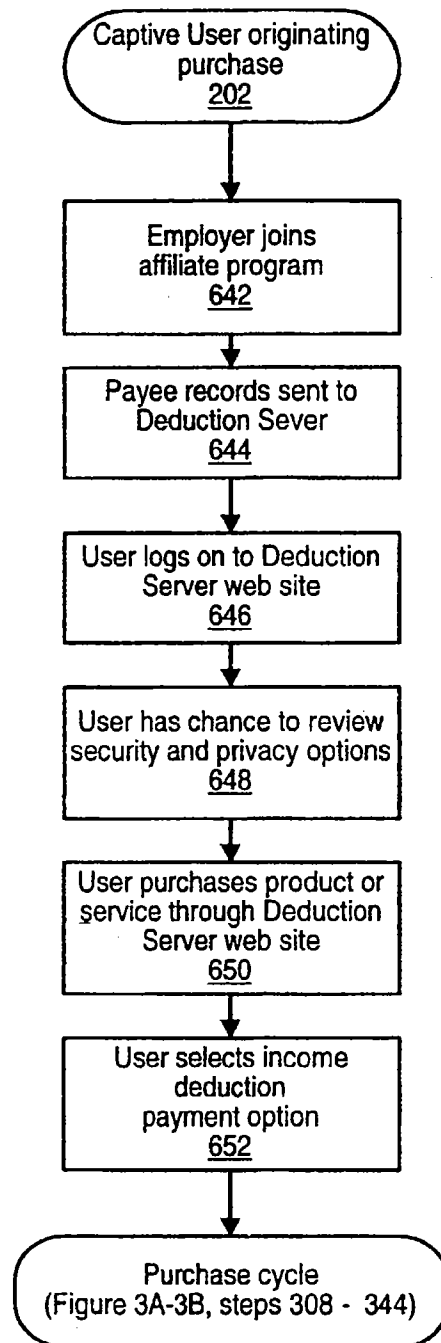 Captive User originating
purchase
202
Employer joins
affiliate program
642
Payee records sent to
Deduction Sever
644
User logs on to Deduction
Server web site
646
User has chance to review
security and privacy options
648
User purchases product or
service through Deduction
Server web site
650
User selects income
deduction
payment option
652
Purchase cycle
(Figure 3A-3B, steps 308 - 344)